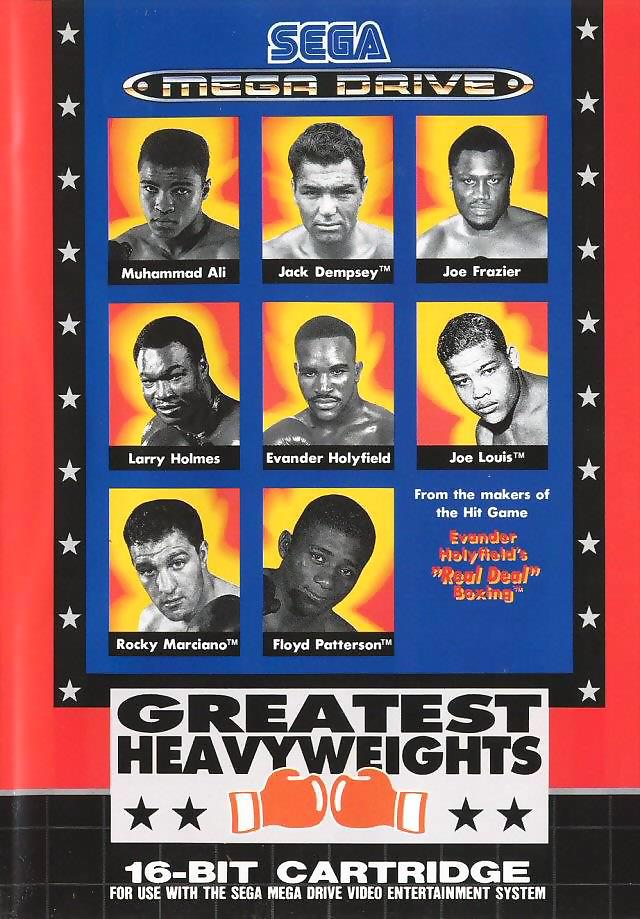 SEGA
MEGA DRIVE
Muhammad Ali
Jack Dempsey™
Joe Frazier
Larry Holmes
Evander Holyfield
Joe Louis™
From the makers of
the Hit Game
Evander
Holyfield's
"Real Deal"
Boxing™
Rocky Marciano™
Floyd Patterson™
GREATEST
HEAVYWEIGHTS
16-BIT CARTRIDGE
FOR USE WITH THE SEGA MEGA DRIVE VIDEO ENTERTAINMENT SYSTEM